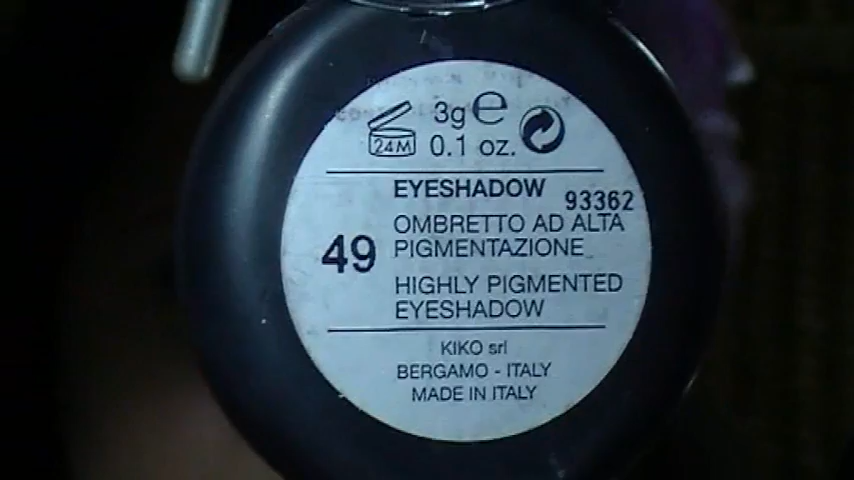 3g e
24M 0.1 oz.
EYESHADOW
93362
49
OMBRETTO AD ALTA
PIGMENTAZIONE
HIGHLY PIGMENTED
EYESHADOW
KIKO srl
BERGAMO - ITALY
MADE IN ITALY